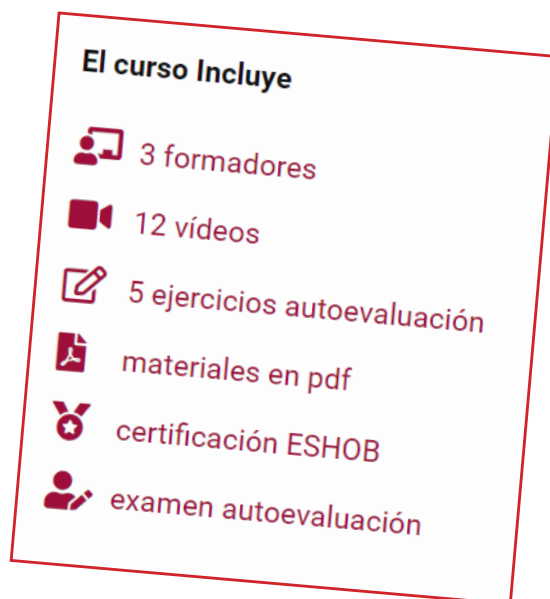 El curso Incluye
3 formadores
12 vídeos
5 ejercicios autoevaluación
materiales en pdf
certificación ESHOB
examen autoevaluación